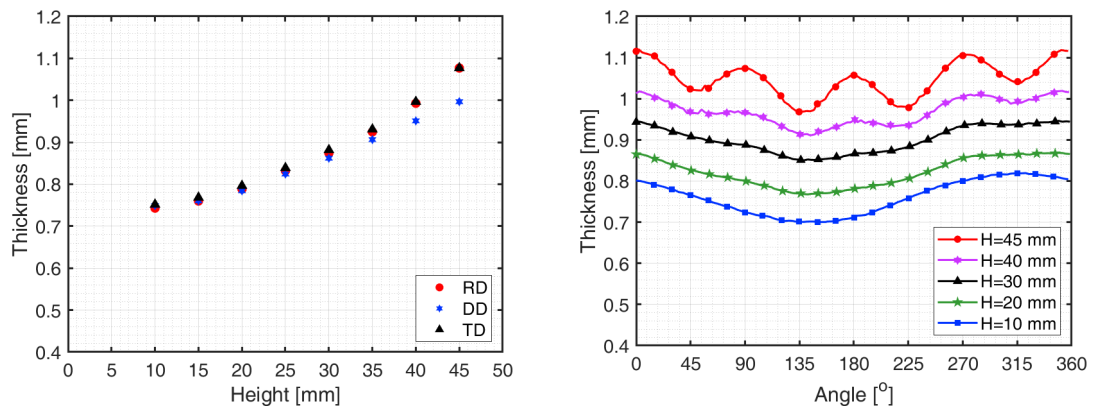 1.2
1.1
1
0.9
0.8
0.7
0.6
0.5
0.4
Thickness [mm]
0 5 10 15 20 25 30 35 40 45 50
Height [mm]
RD
DD
TD
1.2
1.1
1
0.9
0.8
0.7
0.6
0.5
0.4
Thickness [mm]
0 45 90 135 180 225 270 315 360
Angle [º]
H=45 mm
H=40 mm
H=30 mm
H=20 mm
H=10 mm